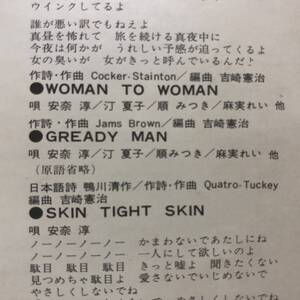 ウインクしてるよ
誰が悪い訳でもねえよ
真昼を怖れて 旅を続ける真夜中に
今夜は何かが うれしい予感が迫ってくるよ
女の臭いが 女がきっと呼んでいるんだと
作詩・作曲 Cocker-Stainton/編曲 吉崎憲治
●WOMAN TO WOMAN
唄 安奈 淳/汀 夏子/順 みつき/麻実れい 他
作詩・作曲 Jams Brown/編曲 吉崎憲治
●GREADY MAN
唄 安奈 淳/汀 夏子/順 みつき/麻実れい 他
(原語省略)
日本語詩 鴨川清作/作詩・作曲 Quatro-Tuckey
編曲 吉崎憲治
●SKIN TIGHT SKIN
唄 安奈 淳
ノーノーノーノー かまわないであたしにね
ノーノーノーノー 一人にして欲しいのよ
駄目 駄目 駄目 きっと嘘よ 聞きたくない
見つめちゃ駄目よ 愛さないでいじめないで
やさしくしないでね